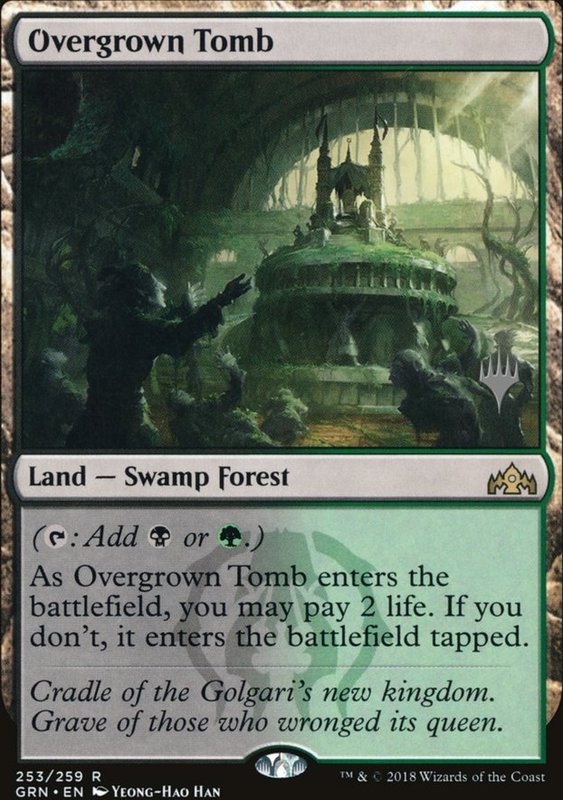 Overgrown Tomb
Land — Swamp Forest
(: Add or .)
As Overgrown Tomb enters the
battlefield, you may pay 2 life. If you
don't, it enters the battlefield tapped.
Cradle of the Golgari's new kingdom.
Grave of those who wronged its queen.
253/259 R
GRN • EN Yeong-Hao Han
™ & © 2018 Wizards of the Coast